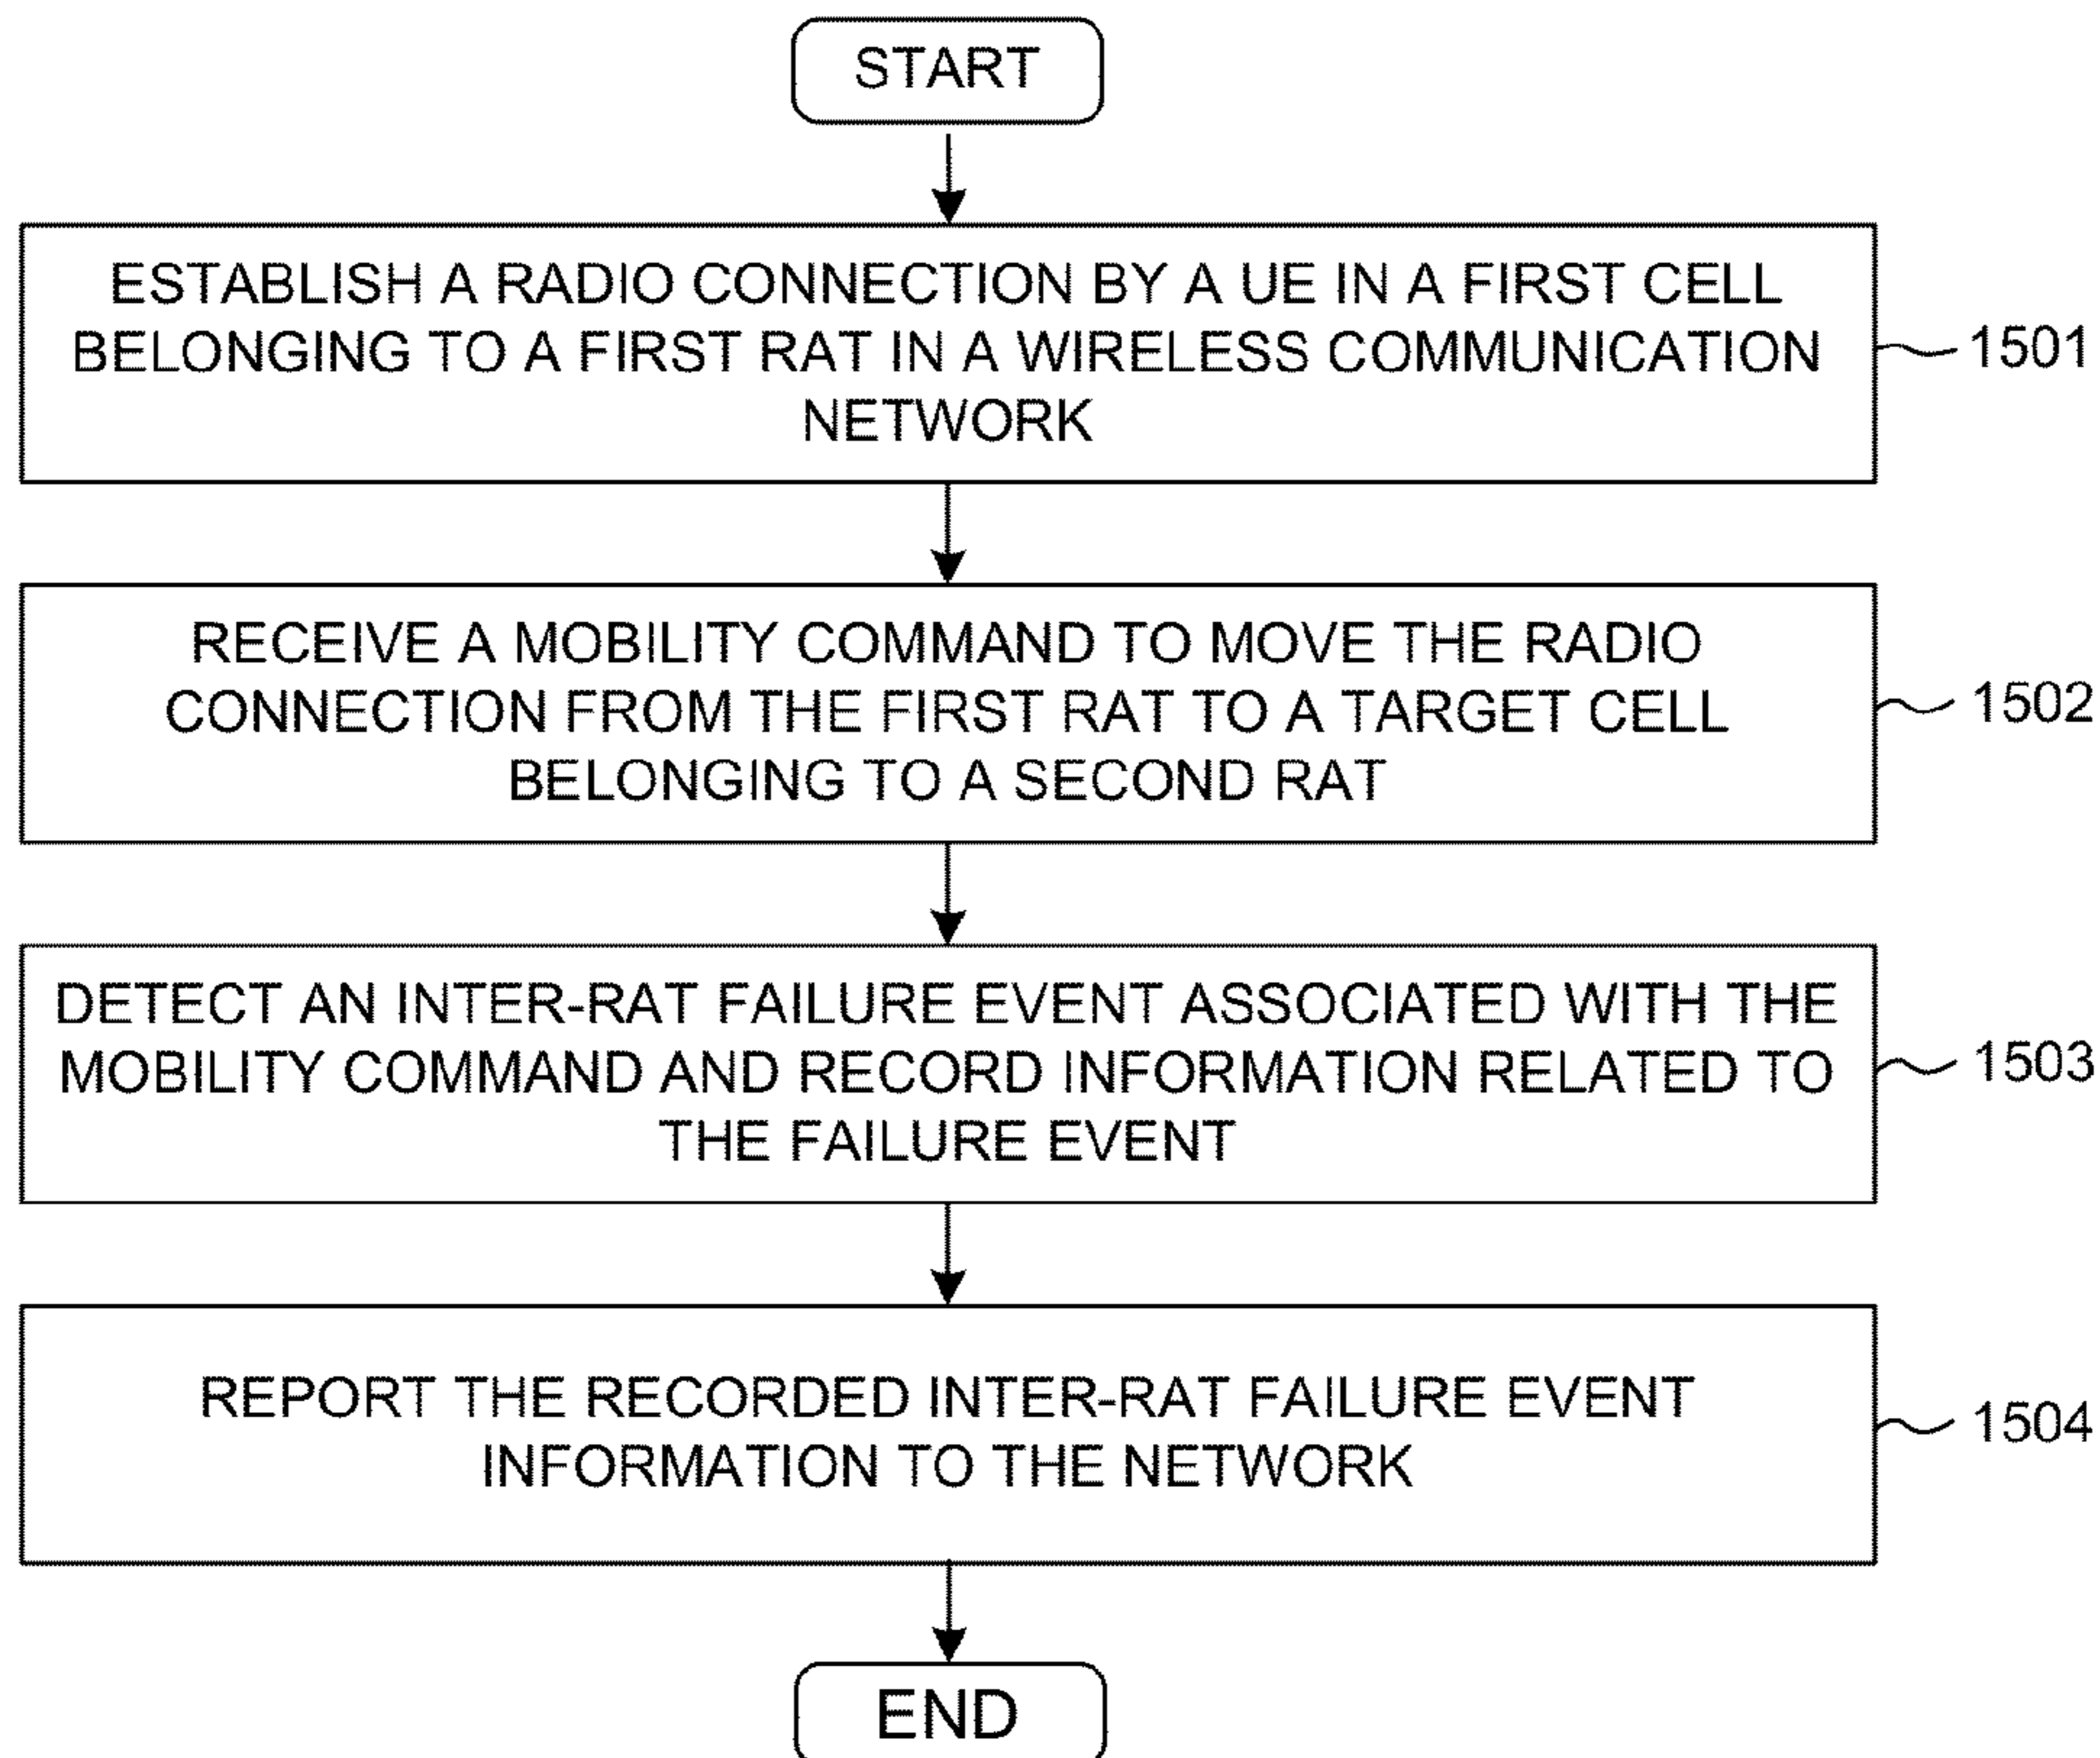 START
ESTABLISH A RADIO CONNECTION BY A UE IN A FIRST CELL
BELONGING TO A FIRST RAT IN A WIRELESS COMMUNICATION
NETWORK
1501
RECEIVE A MOBILITY COMMAND TO MOVE THE RADIO
CONNECTION FROM THE FIRST RAT TO A TARGET CELL
BELONGING TO A SECOND RAT
1502
DETECT AN INTER-RAT FAILURE EVENT ASSOCIATED WITH THE
MOBILITY COMMAND AND RECORD INFORMATION RELATED TO
THE FAILURE EVENT
1503
REPORT THE RECORDED INTER-RAT FAILURE EVENT
INFORMATION TO THE NETWORK
1504
END